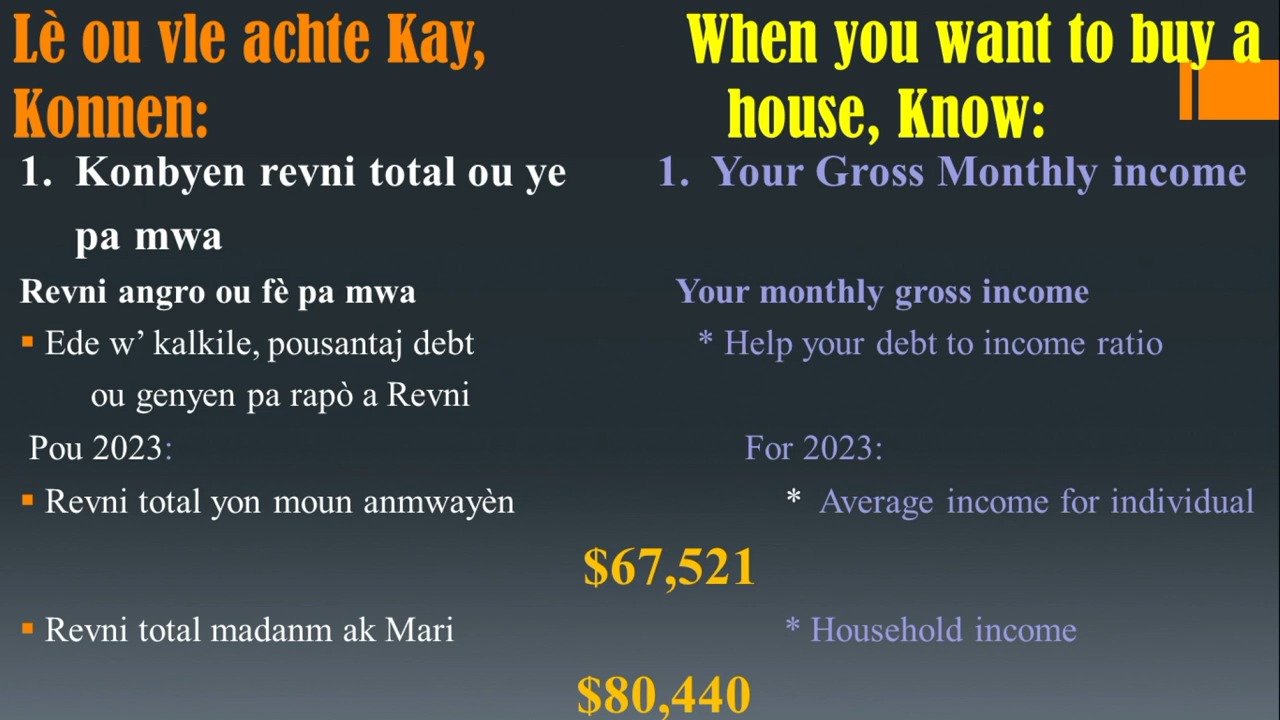 Lè ou vle achte Kay,
Konnen:
When you want to buy a
house, Know:
1. Konbyen revni total ou ye
pa mwa
1. Your Gross Monthly income
Revni angro ou fè pa mwa
Your monthly gross income
▪ Ede w’ kalkile, pousantaj debt
ou genyen pa rapò a Revni
* Help your debt to income ratio
Pou 2023:
For 2023:
▪ Revni total yon moun anmwayèn
* Average income for individual
$67,521
▪ Revni total madanm ak Mari
* Household income
$80,440